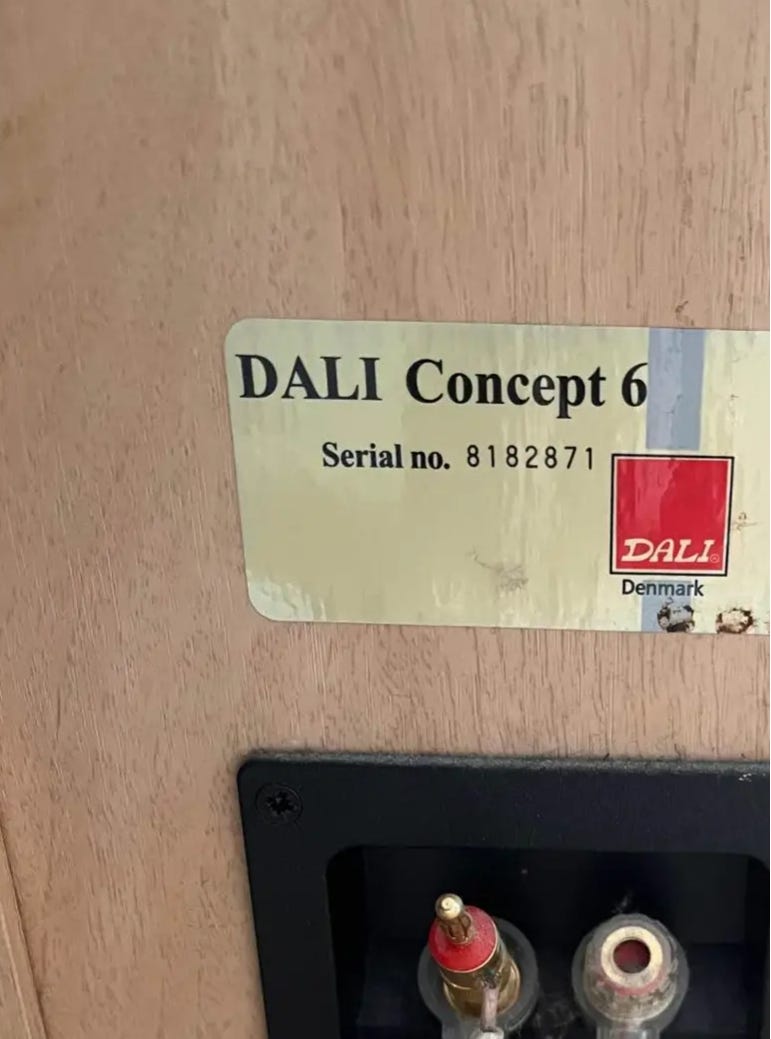 DALI Concept 6
Serial no. 8182871
DALI
Denmark